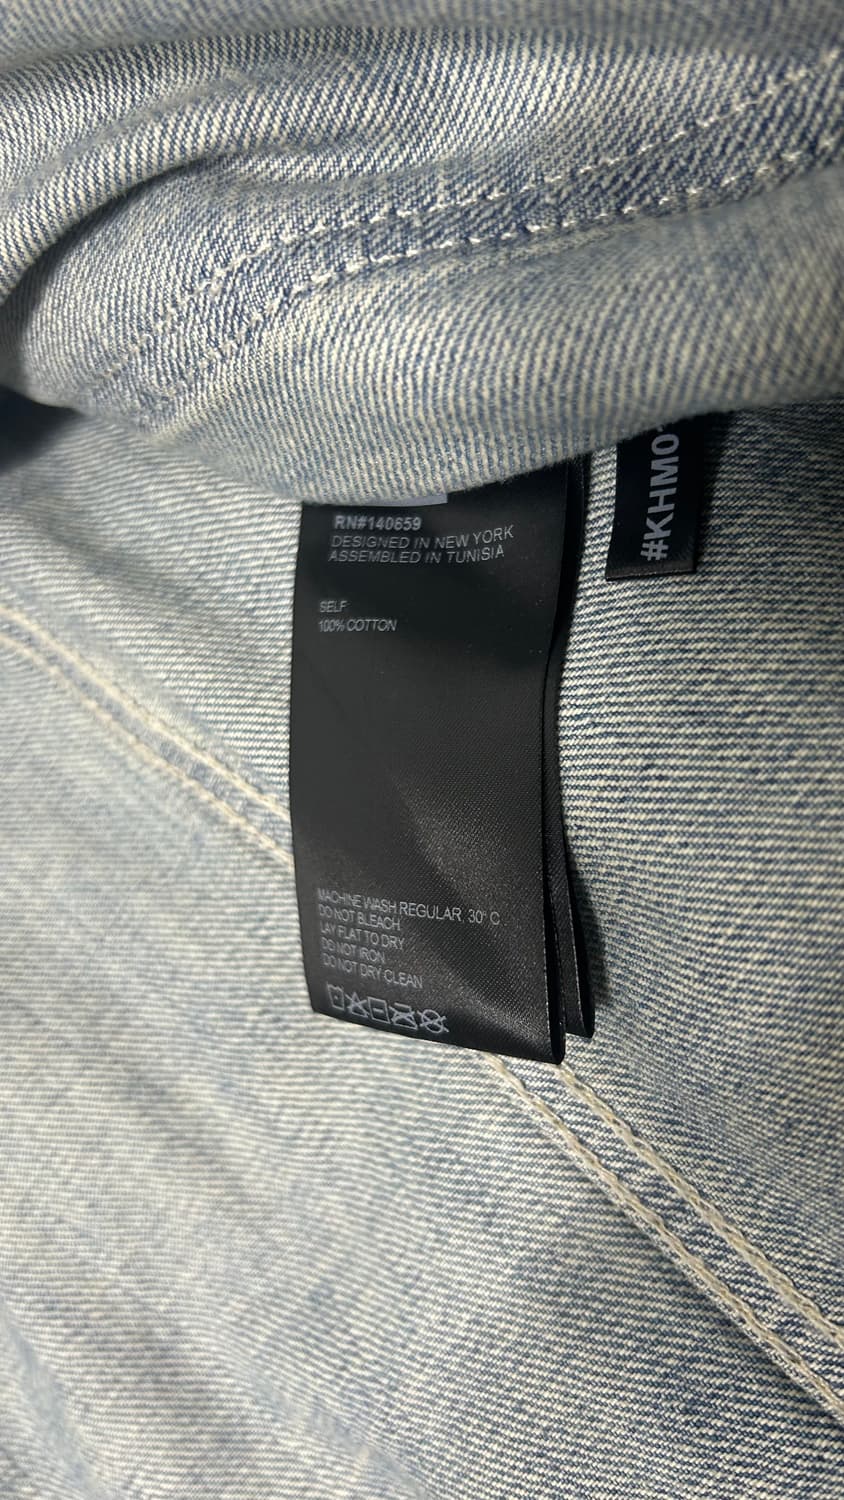 RN#140659
DESIGNED IN NEW YORK
ASSEMBLED IN TUNISIA
SELF
100% COTTON
MACHINE WASH REGULAR, 30° C
DO NOT BLEACH
LAY FLAT TO DRY
DO NOT IRON
DO NOT DRY CLEAN
#KHM0